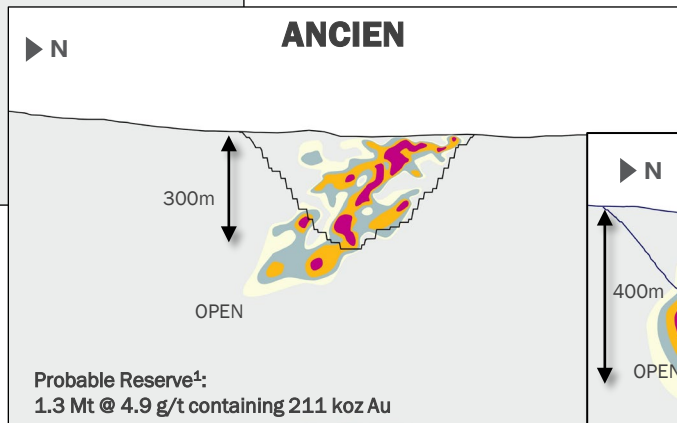 ANCIEN
N
300m
OPEN
Probable Reserve¹:
1.3 Mt @ 4.9 g/t containing 211 koz Au
N
400m
OPEN